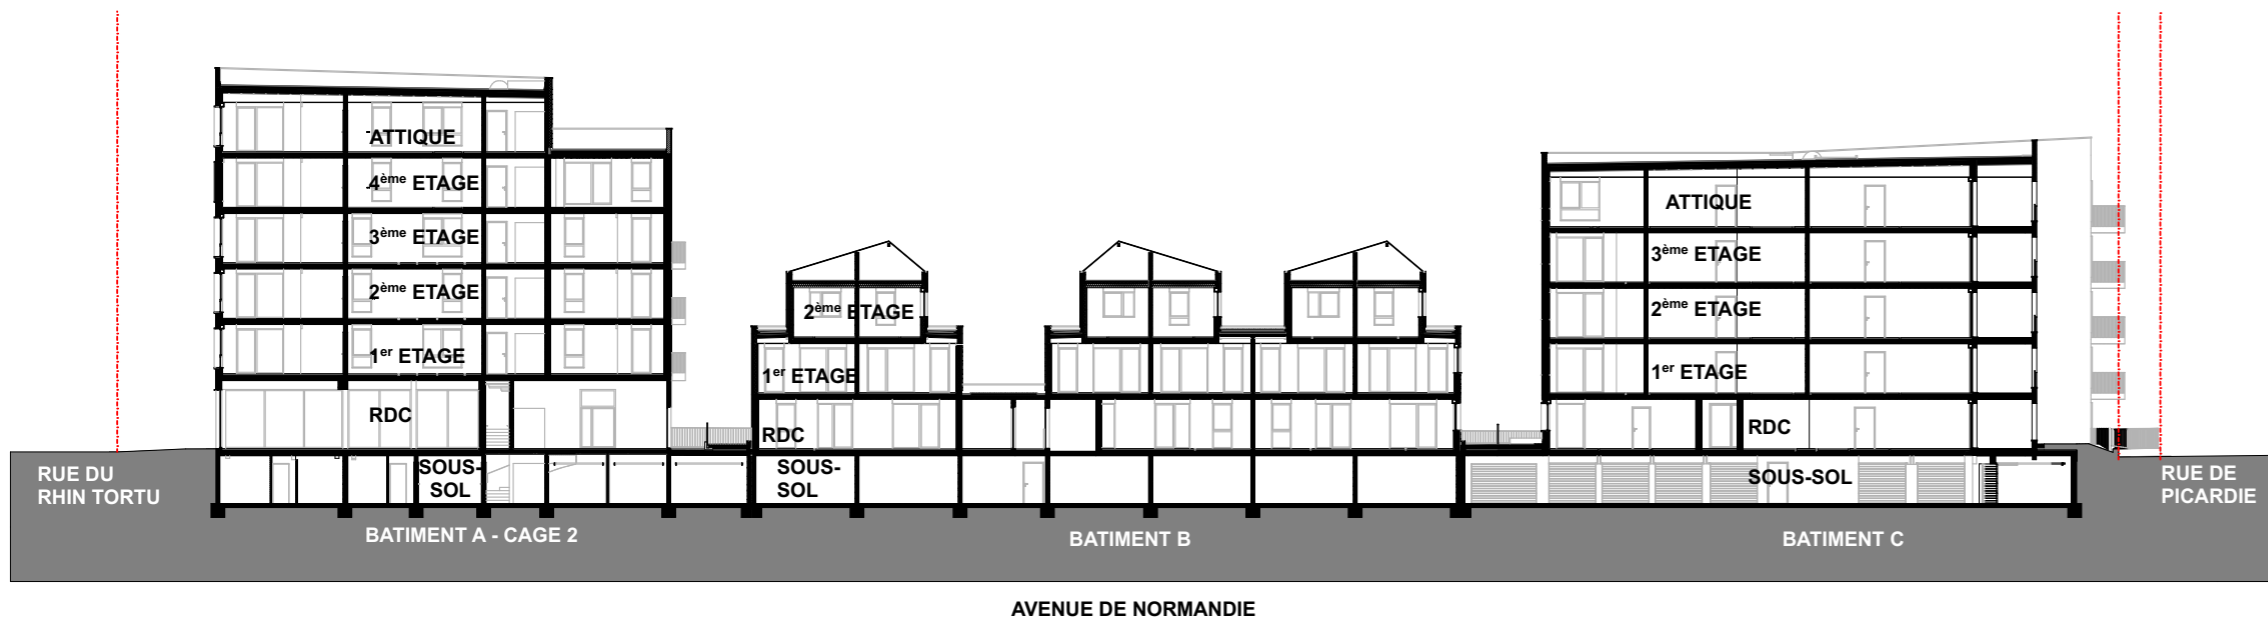 ATTIQUE
4ème ETAGE
3ème ETAGE
2ème ETAGE
1er ETAGE
RDC
SOUS-
SOL
2ème ETAGE
1er ETAGE
RDC
SOUS-
SOL
ATTIQUE
3ème ETAGE
2ème ETAGE
1er ETAGE
RDC
SOUS-SOL
RUE DU
RHIN TORTU
RUE DE
PICARDIE
BATIMENT A - CAGE 2
BATIMENT B
BATIMENT C
AVENUE DE NORMANDIE